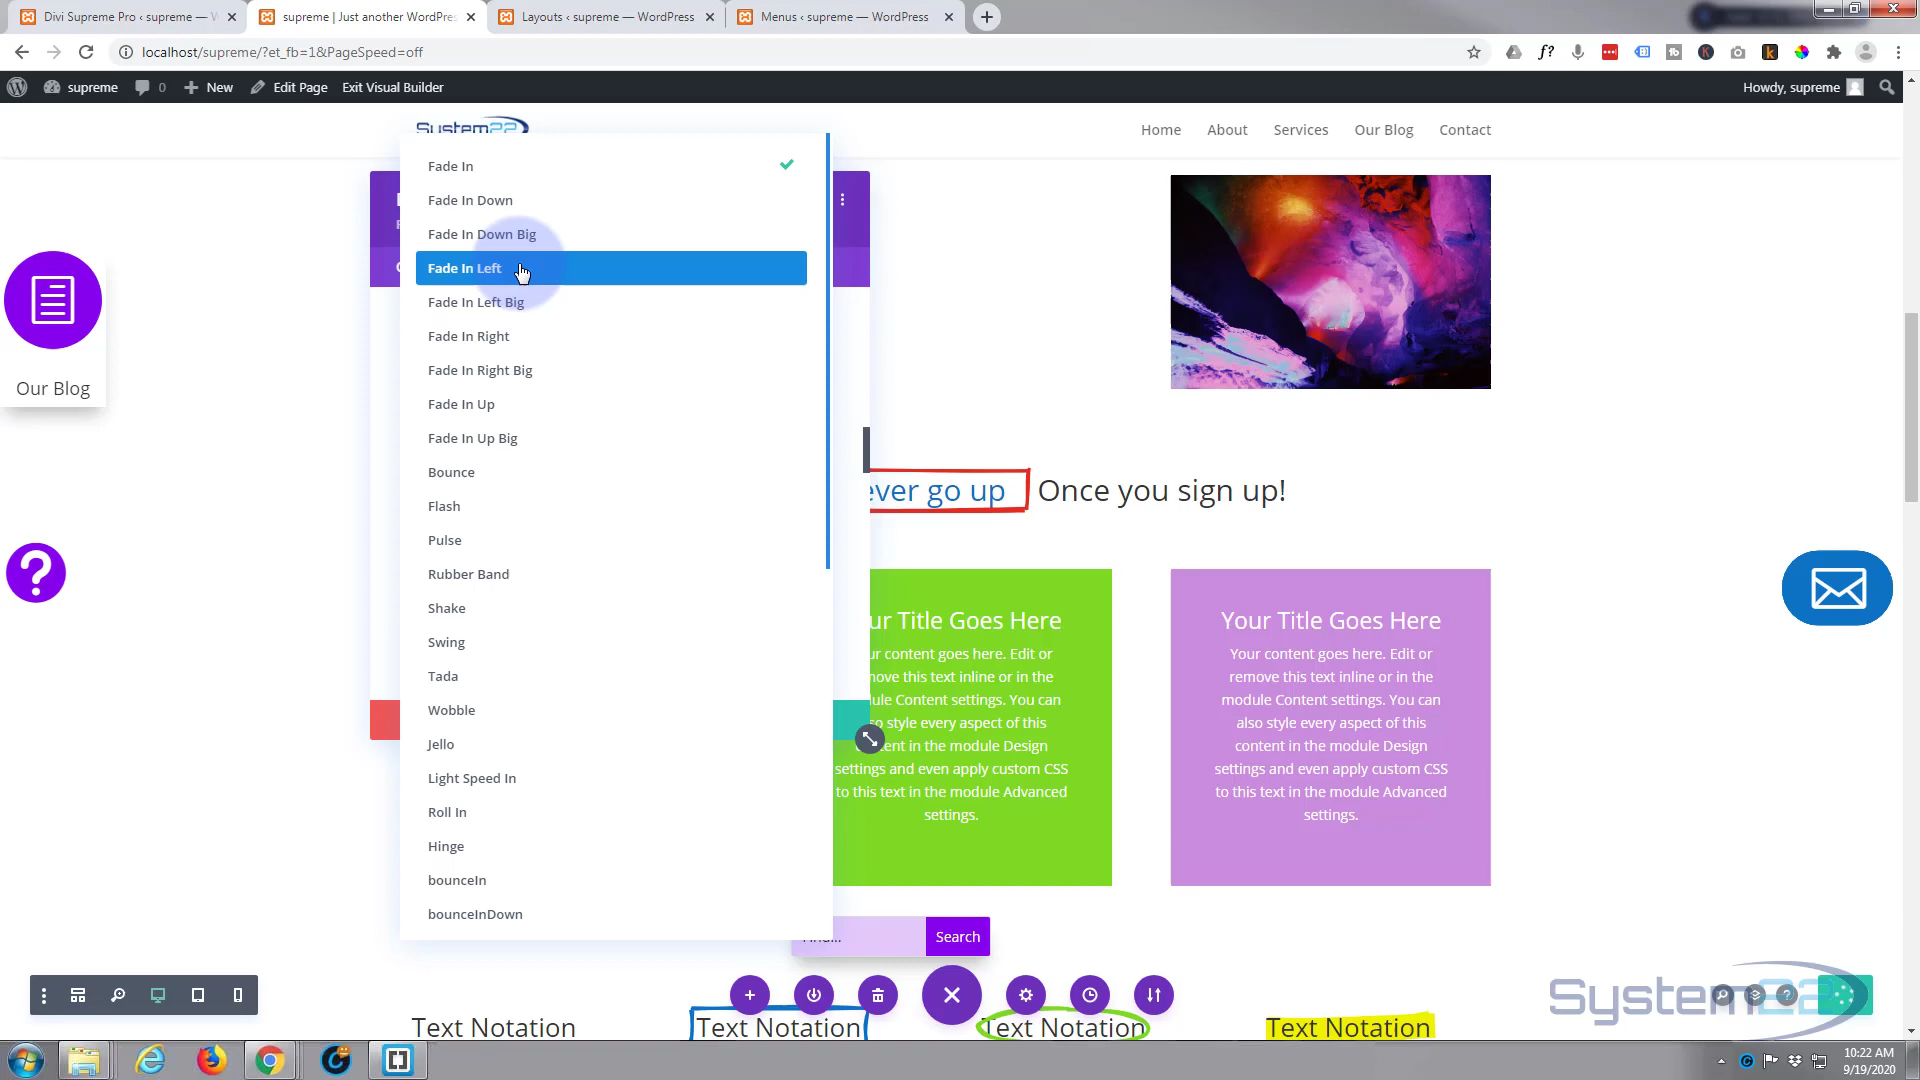 Divi Supreme Pro ‹ supreme — W
supreme | Just another WordPres
Layouts ‹ supreme — WordPress
Menus ‹ supreme — WordPress
localhost/supreme/?et_fb=1&PageSpeed=off
supreme
0
New
Edit Page
Exit Visual Builder
Howdy, supreme
System22
Home
About
Services
Our Blog
Contact
Fade In
Fade In Down
Fade In Down Big
Fade In Left
Fade In Left Big
Fade In Right
Fade In Right Big
Fade In Up
Fade In Up Big
Bounce
Flash
Pulse
Rubber Band
Shake
Swing
Tada
Wobble
Jello
Light Speed In
Roll In
Hinge
bounceIn
bounceInDown
Our Blog
?
ever go up Once you sign up!
ur Title Goes Here
ur content goes here. Edit or
move this text inline or in the
ule Content settings. You can
so style every aspect of this
content in the module Design
settings and even apply custom CSS
to this text in the module Advanced
settings.
Your Title Goes Here
Your content goes here. Edit or
remove this text inline or in the
module Content settings. You can
also style every aspect of this
content in the module Design
settings and even apply custom CSS
to this text in the module Advanced
settings.
Search
Text Notation
Text Notation
Text Notation
Text Notation
System22
10:22 AM
9/19/2020